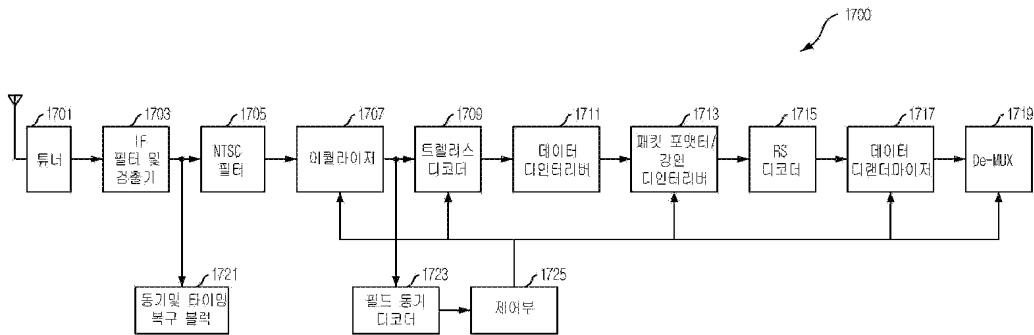 1700
1701
튜너
1703
IF
필터 및
검출기
1705
NTSC
필터
1707
이퀄라이저
1709
트렐리스
디코더
1711
데이터
디인터리버
1713
패킷 포맷터/
강인
디인터리버
1715
RS
디코더
1717
데이터
디랜더마이저
1719
De-MUX
1721
동기및 타이밍
복구 블럭
1723
필드 동기
디코더
1725
제어부